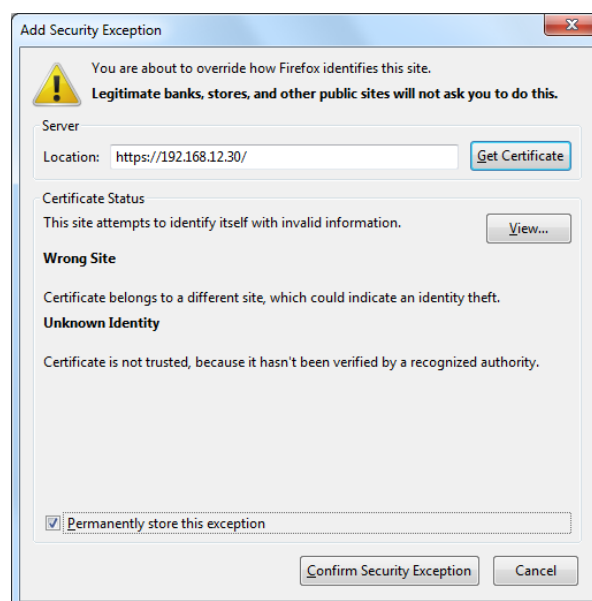 Add Security Exception
You are about to override how Firefox identifies this site.
Legitimate banks, stores, and other public sites will not ask you to do this.
Server
Location: https://192.168.12.30/ Get Certificate
Certificate Status
This site attempts to identify itself with invalid information.
View...
Wrong Site
Certificate belongs to a different site, which could indicate an identity theft.
Unknown Identity
Certificate is not trusted, because it hasn't been verified by a recognized authority.
Permanently store this exception
Confirm Security Exception Cancel